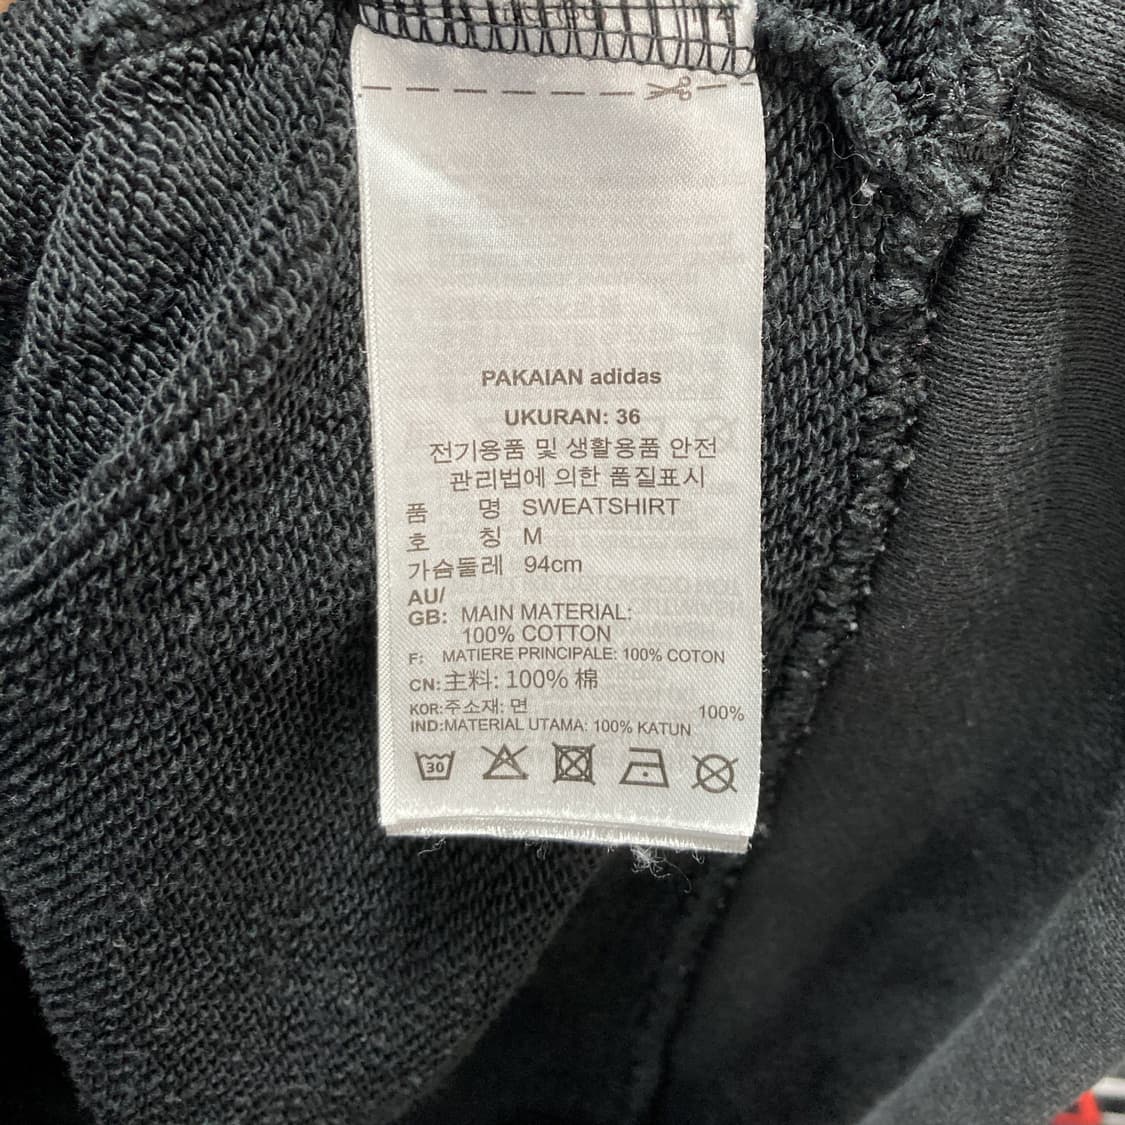 PAKAIAN adidas
UKURAN: 36
전기용품 및 생활용품 안전
관리법에 의한 품질표시
품 명 SWEATSHIRT
호 칭 M
가슴둘레 94cm
AU/
GB: MAIN MATERIAL:
100% COTTON
F: MATIERE PRINCIPALE: 100% COTON
CN:主料: 100% 棉
KOR:주소재: 면 100%
IND:MATERIAL UTAMA: 100% KATUN
30